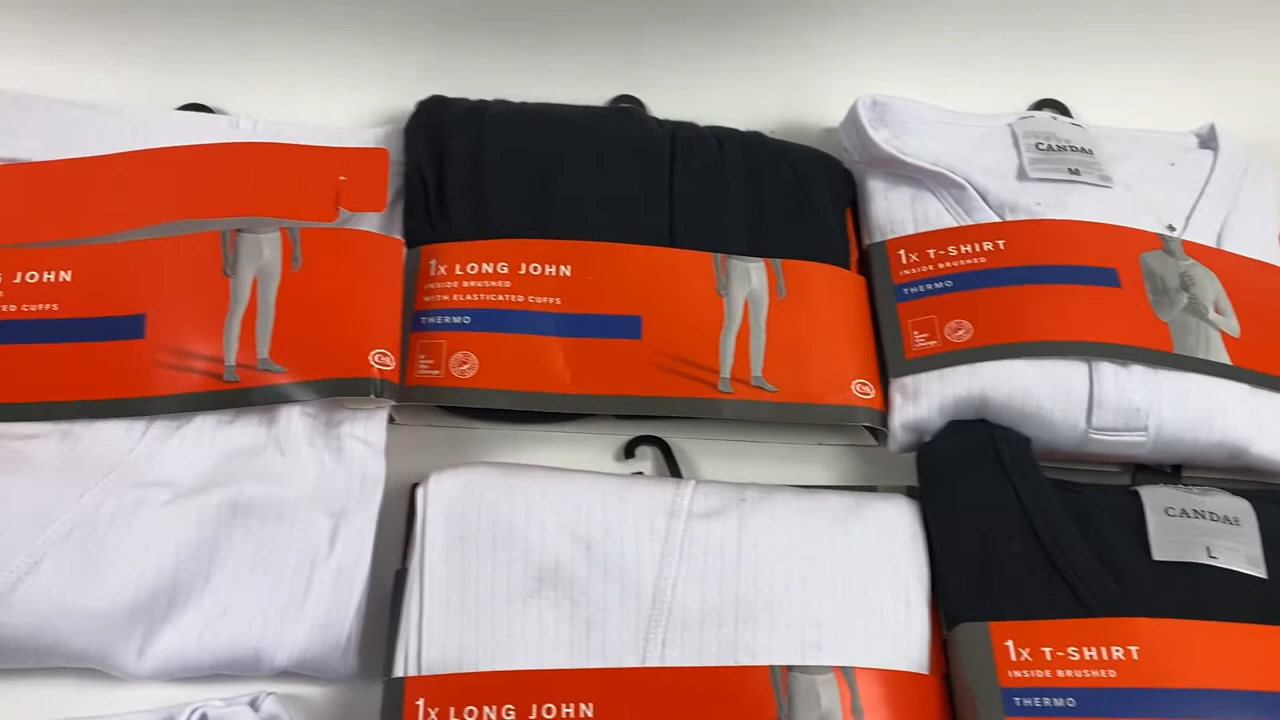 JOHN
TED CUFFS
C&A
1X LONG JOHN
INSIDE BRUSHED
WITH ELASTICATED CUFFS
THERMO
C&A
CANDA
M
1X T-SHIRT
INSIDE BRUSHED
THERMO
1X LONG JOHN
CANDA
L
1X T-SHIRT
INSIDE BRUSHED
THERMO